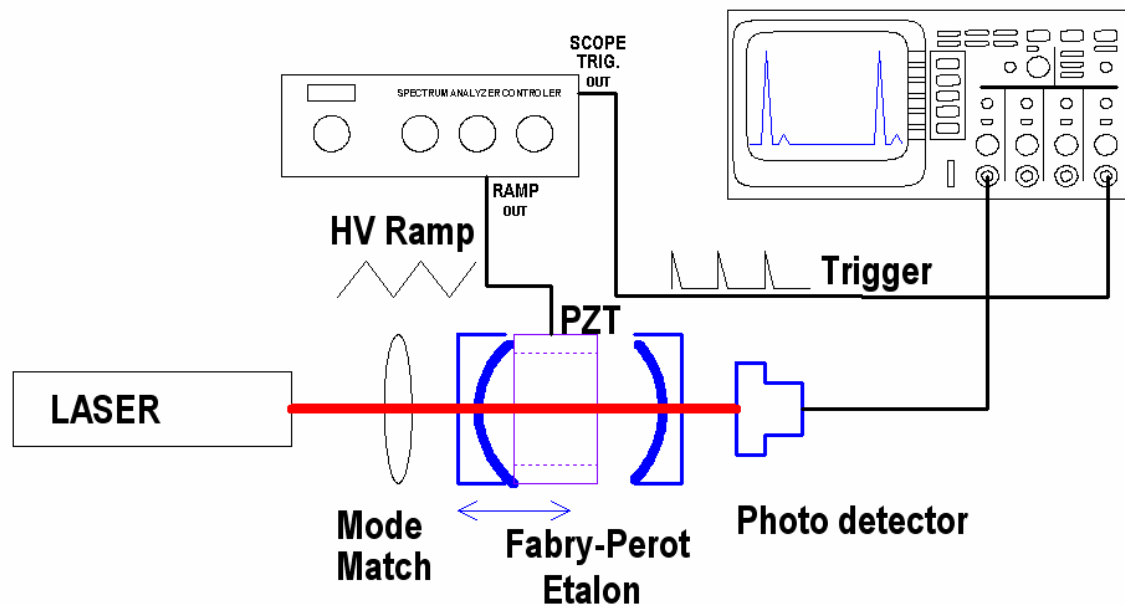 SCOPE
TRIG.
OUT
SPECTRUM ANALYZER CONTROLER
RAMP
OUT
HV Ramp
Trigger
PZT
LASER
Mode
Match
Fabry-Perot
Etalon
Photo detector